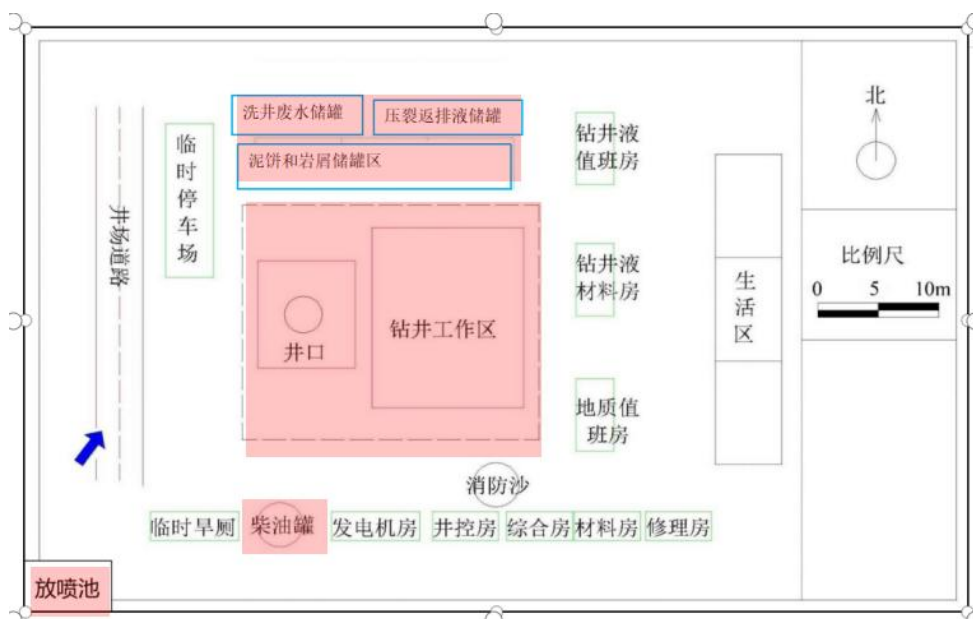 洗井废水储罐
压裂返排液储罐
泥饼和岩屑储罐区
临时停车场
井场道路
钻井液
值班房
钻井液
材料房
地质值
班房
井口
钻井工作区
生活区
北
比例尺
0 5 10m
消防沙
临时旱厕
柴油罐
发电机房
井控房
综合房
材料房
修理房
放喷池